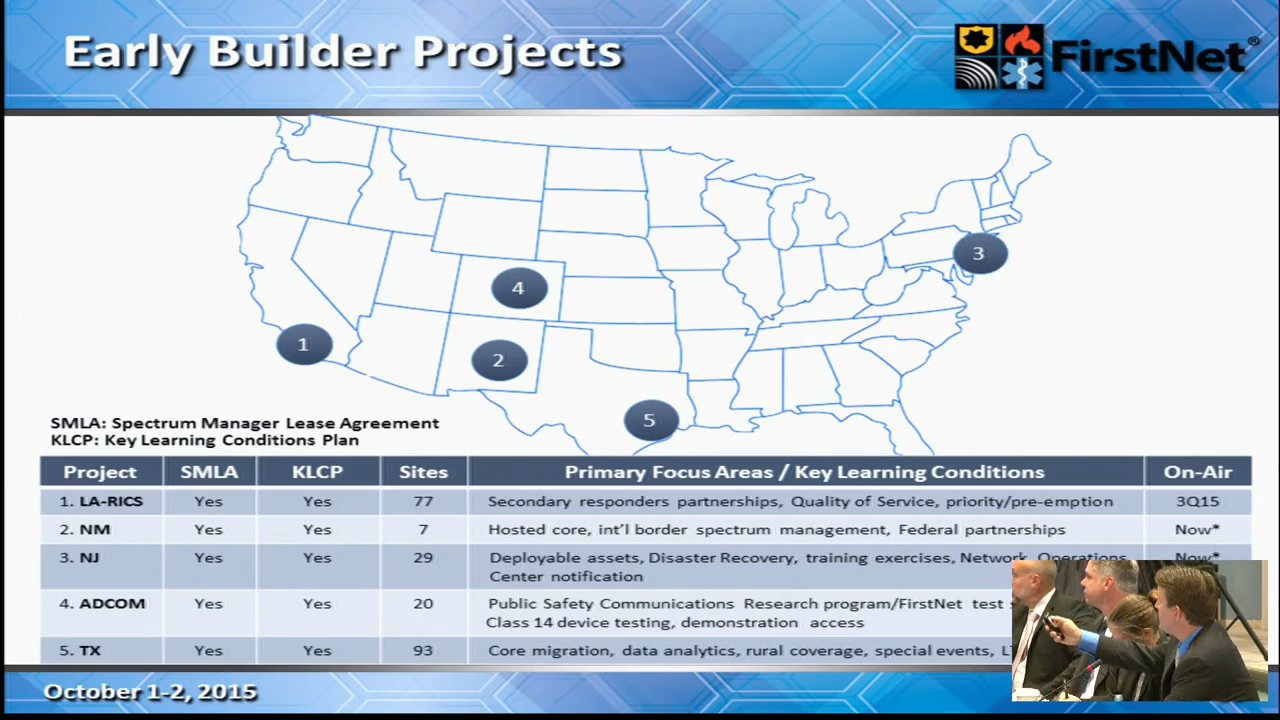 Early Builder Projects
FirstNet®
3
4
1
2
5
SMLA: Spectrum Manager Lease Agreement
KLCP: Key Learning Conditions Plan
Project SMLA KLCP Sites Primary Focus Areas / Key Learning Conditions On-Air
1. LA-RICS Yes Yes 77 Secondary responders partnerships, Quality of Service, priority/pre-emption 3Q15
2. NM Yes Yes 7 Hosted core, int'l border spectrum management, Federal partnerships Now*
3. NJ Yes Yes 29 Deployable assets, Disaster Recovery, training exercises, Network Operations Now*
Center notification
4. ADCOM Yes Yes 20 Public Safety Communications Research program/FirstNet test
Class 14 device testing, demonstration access
5. TX Yes Yes 93 Core migration, data analytics, rural coverage, special events,
October 1-2, 2015